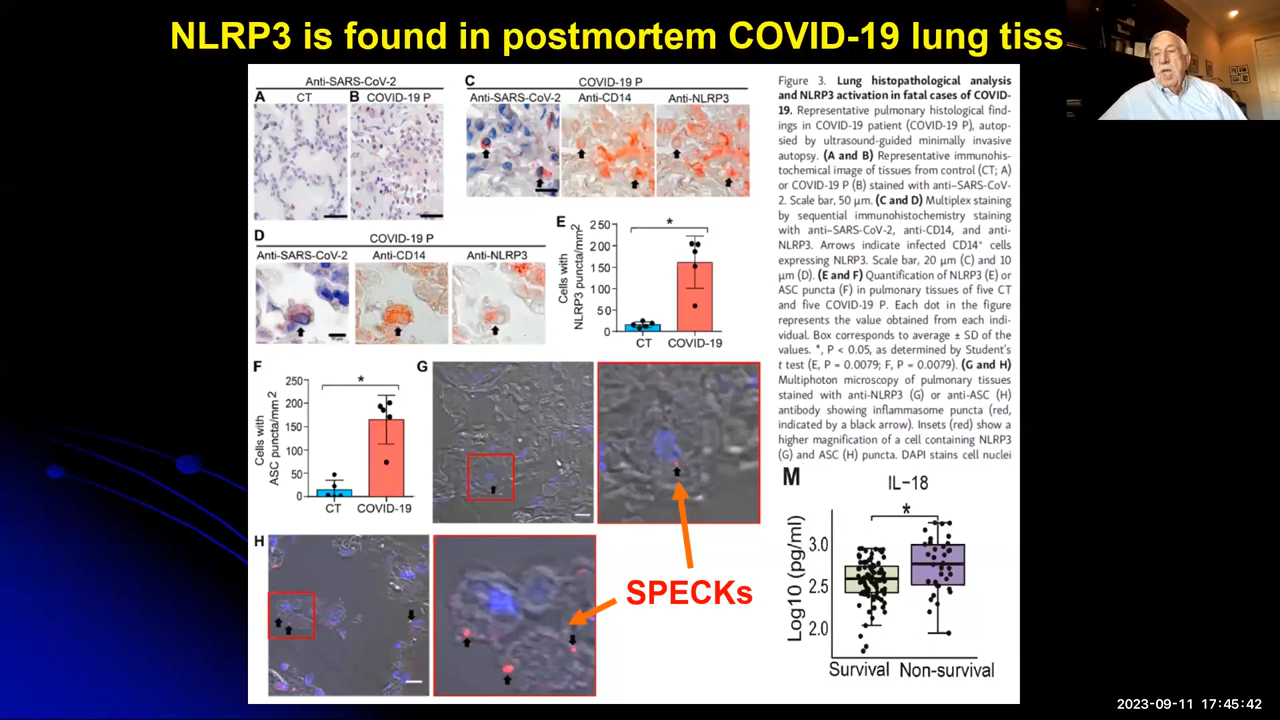 NLRP3 is found in postmortem COVID-19 lung tiss
Anti-SARS-CoV-2
A CT B COVID-19 P
C COVID-19 P
Anti-SARS-CoV-2 Anti-CD14 Anti-NLRP3
D COVID-19 P
Anti-SARS-CoV-2 Anti-CD14 Anti-NLRP3
E
*
Cells with
NLRP3 puncta/mm2
250
200
150
100
50
0
CT COVID-19
F
*
Cells with
ASC puncta/mm2
250
200
150
100
50
0
CT COVID-19
G
H
SPECKs
Figure 3. Lung histopathological analysis
and NLRP3 activation in fatal cases of COVID-
19. Representative pulmonary histological find-
ings in COVID-19 patient (COVID-19 P), autop-
sied by ultrasound-guided minimally invasive
autopsy. (A and B) Representative immunohis-
tochemical image of tissues from control (CT; A)
or COVID-19 P (B) stained with anti–SARS-CoV-
2. Scale bar, 50 µm. (C and D) Multiplex staining
by sequential immunohistochemistry staining
with anti–SARS-CoV-2, anti-CD14, and anti-
NLRP3. Arrows indicate infected CD14+ cells
expressing NLRP3. Scale bar, 20 µm (C) and 10
µm (D). (E and F) Quantification of NLRP3 (E) or
ASC puncta (F) in pulmonary tissues of five CT
and five COVID-19 P. Each dot in the figure
represents the value obtained from each indi-
vidual. Box corresponds to average ± SD of the
values. *, P < 0.05, as determined by Student's
t test (E, P = 0.0079; F, P = 0.0079). (G and H)
Multiphoton microscopy of pulmonary tissues
stained with anti-NLRP3 (G) or anti-ASC (H)
antibody showing inflammasome puncta (red,
indicated by a black arrow). Insets (red) show a
higher magnification of a cell containing NLRP3
(G) and ASC (H) puncta. DAPI stains cell nuclei
M
IL−18
*
Log10 (pg/ml)
3.0
2.5
2.0
Survival Non-survival
2023-09-11 17:45:42